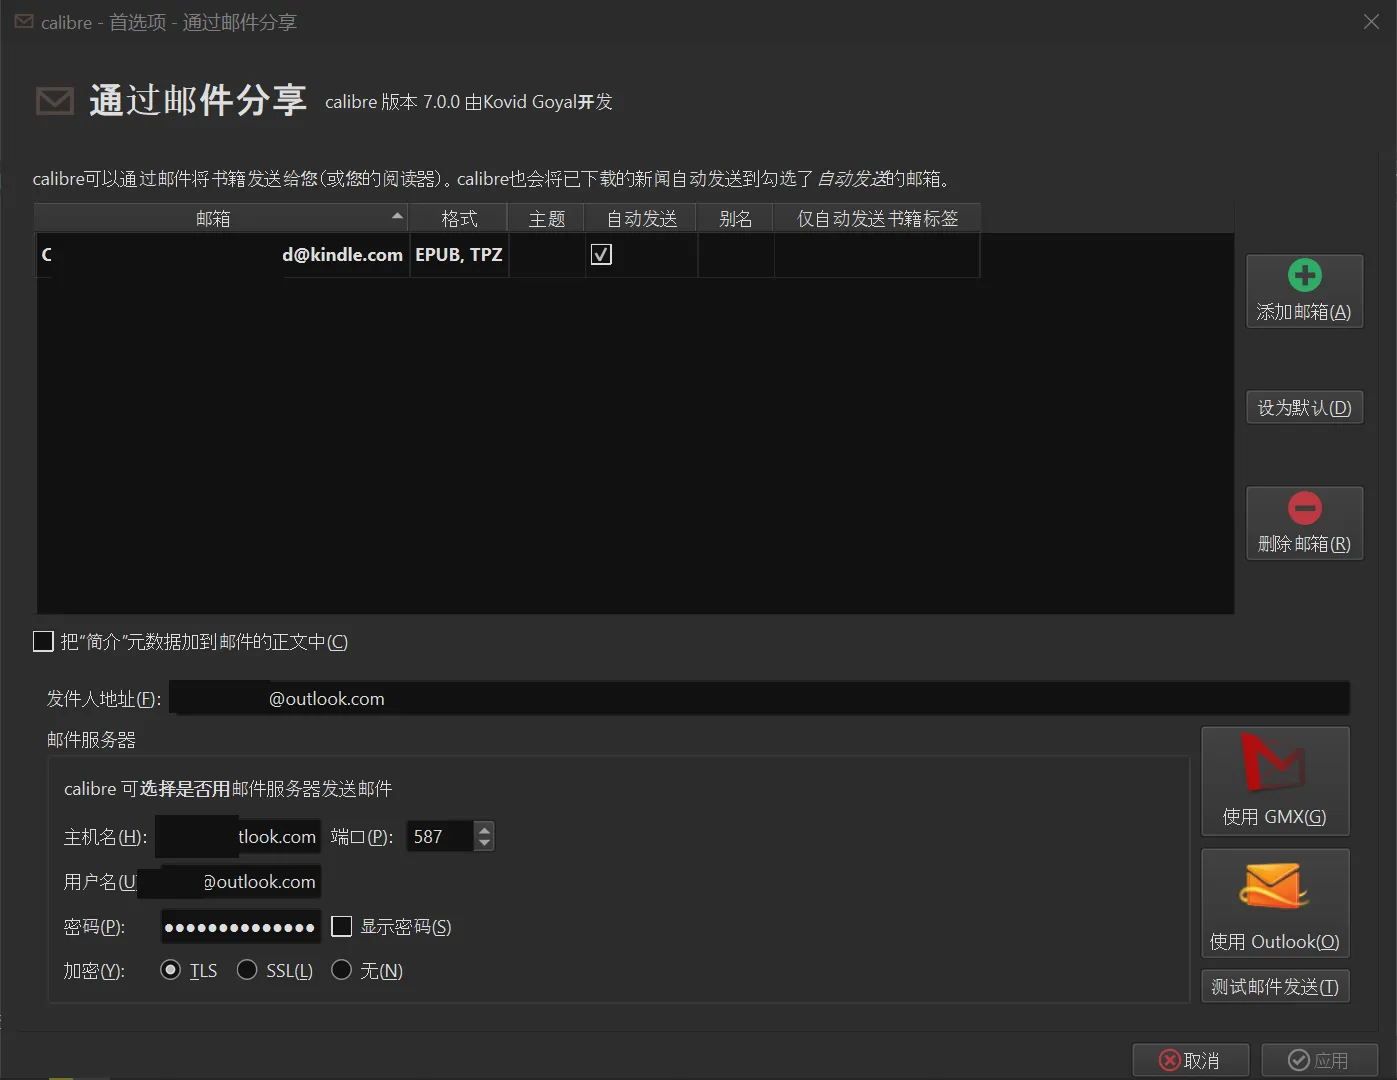 calibre - 首选项 - 通过邮件分享
通过邮件分享 calibre 版本 7.0.0 由Kovid Goyal开发
calibre可以通过邮件将书籍发送给您(或您的阅读器)。calibre也会将已下载的新闻自动发送到勾选了 自动发送的邮箱。
邮箱 格式 主题 自动发送 别名 仅自动发送书籍标签
C d@kindle.com EPUB, TPZ
添加邮箱(A)
设为默认(D)
删除邮箱(R)
把“简介”元数据加到邮件的正文中(C)
发件人地址(F): @outlook.com
邮件服务器
calibre 可选择是否用邮件服务器发送邮件
主机名(H): tlook.com 端口(P): 587
用户名(U @outlook.com
密码(P): ●●●●●●●●●●●●●● 显示密码(S)
加密(Y): TLS SSL(L) 无(N)
使用 GMX(G)
使用 Outlook(O)
测试邮件发送(T)
取消 应用